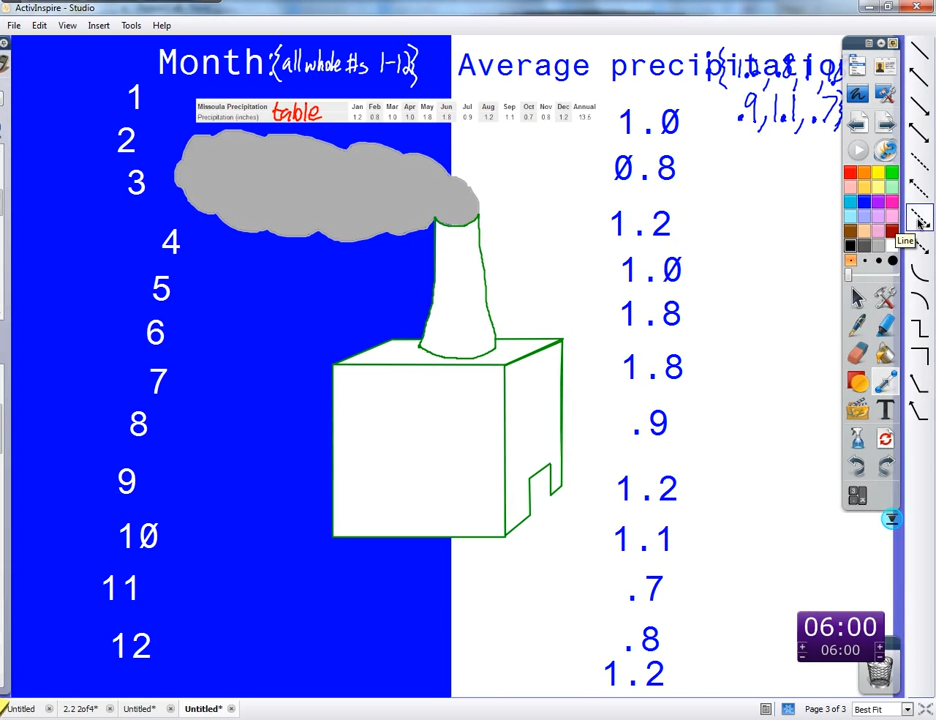 ActivInspire - Studio
File Edit View Insert Tools Help
Month: {all whole #s 1-12}
Average precipitation
.9, 1.1, .7
Missoula Precipitation table Jan Feb Mar Apr May Jun Jul Aug Sep Oct Nov Dec Annual
Precipitation (inches) 1.2 0.8 1.0 1.0 1.8 1.8 0.9 1.2 1.1 0.7 0.8 1.2 13.5
1
2
3
4
5
6
7
8
9
10
11
12
1.0
0.8
1.2
1.0
1.8
1.8
.9
1.2
1.1
.7
.8
1.2
Line
06:00
06:00
Untitled 2.2 2of4* Untitled* Untitled*
Page 3 of 3 Best Fit